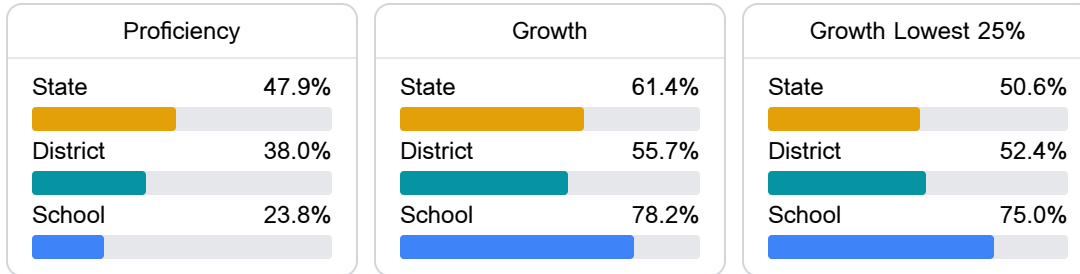 Proficiency
State 47.9%
District 38.0%
School 23.8%
Growth
State 61.4%
District 55.7%
School 78.2%
Growth Lowest 25%
State 50.6%
District 52.4%
School 75.0%